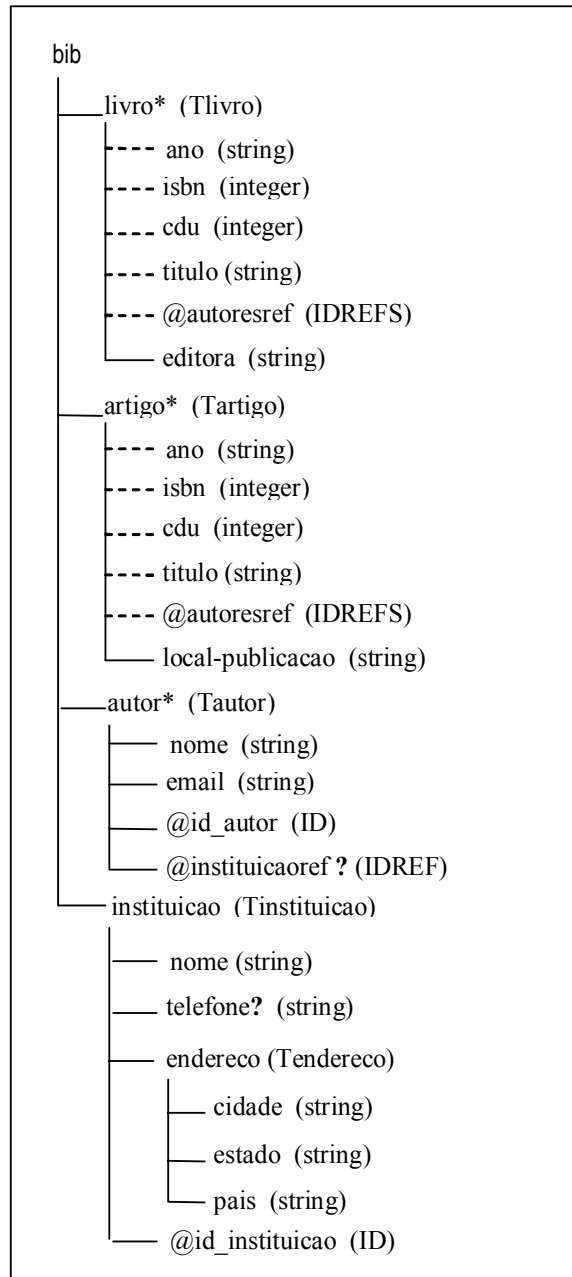 bib
livro* (Tlivro)
ano (string)
isbn (integer)
cdu (integer)
titulo (string)
@autoresref (IDREFS)
editora (string)
artigo* (Tartigo)
ano (string)
isbn (integer)
cdu (integer)
titulo (string)
@autoresref (IDREFS)
local-publicacao (string)
autor* (Tautor)
nome (string)
email (string)
@id_autor (ID)
@instituicaoref ? (IDREF)
instituicao (Tinstituicao)
nome (string)
telefone? (string)
endereco (Tendereco)
cidade (string)
estado (string)
pais (string)
@id_instituicao (ID)